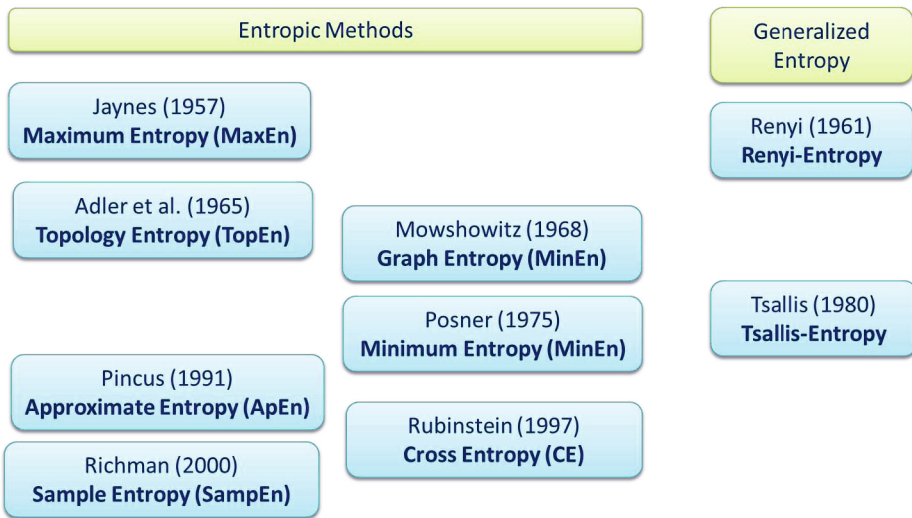 Entropic Methods
Generalized
Entropy
Jaynes (1957)
Maximum Entropy (MaxEn)
Renyi (1961)
Renyi-Entropy
Adler et al. (1965)
Topology Entropy (TopEn)
Mowshowitz (1968)
Graph Entropy (MinEn)
Posner (1975)
Minimum Entropy (MinEn)
Tsallis (1980)
Tsallis-Entropy
Pincus (1991)
Approximate Entropy (ApEn)
Rubinstein (1997)
Cross Entropy (CE)
Richman (2000)
Sample Entropy (SampEn)